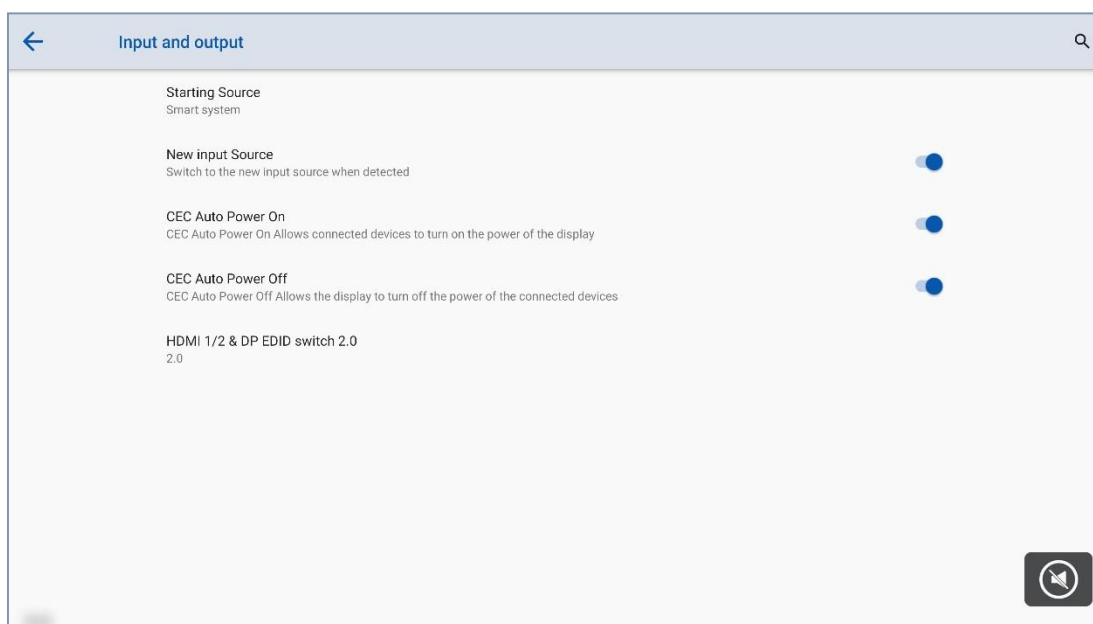 Input and output
Starting Source
Smart system
New input Source
Switch to the new input source when detected
CEC Auto Power On
CEC Auto Power On Allows connected devices to turn on the power of the display
CEC Auto Power Off
CEC Auto Power Off Allows the display to turn off the power of the connected devices
HDMI 1/2 & DP EDID switch 2.0
2.0